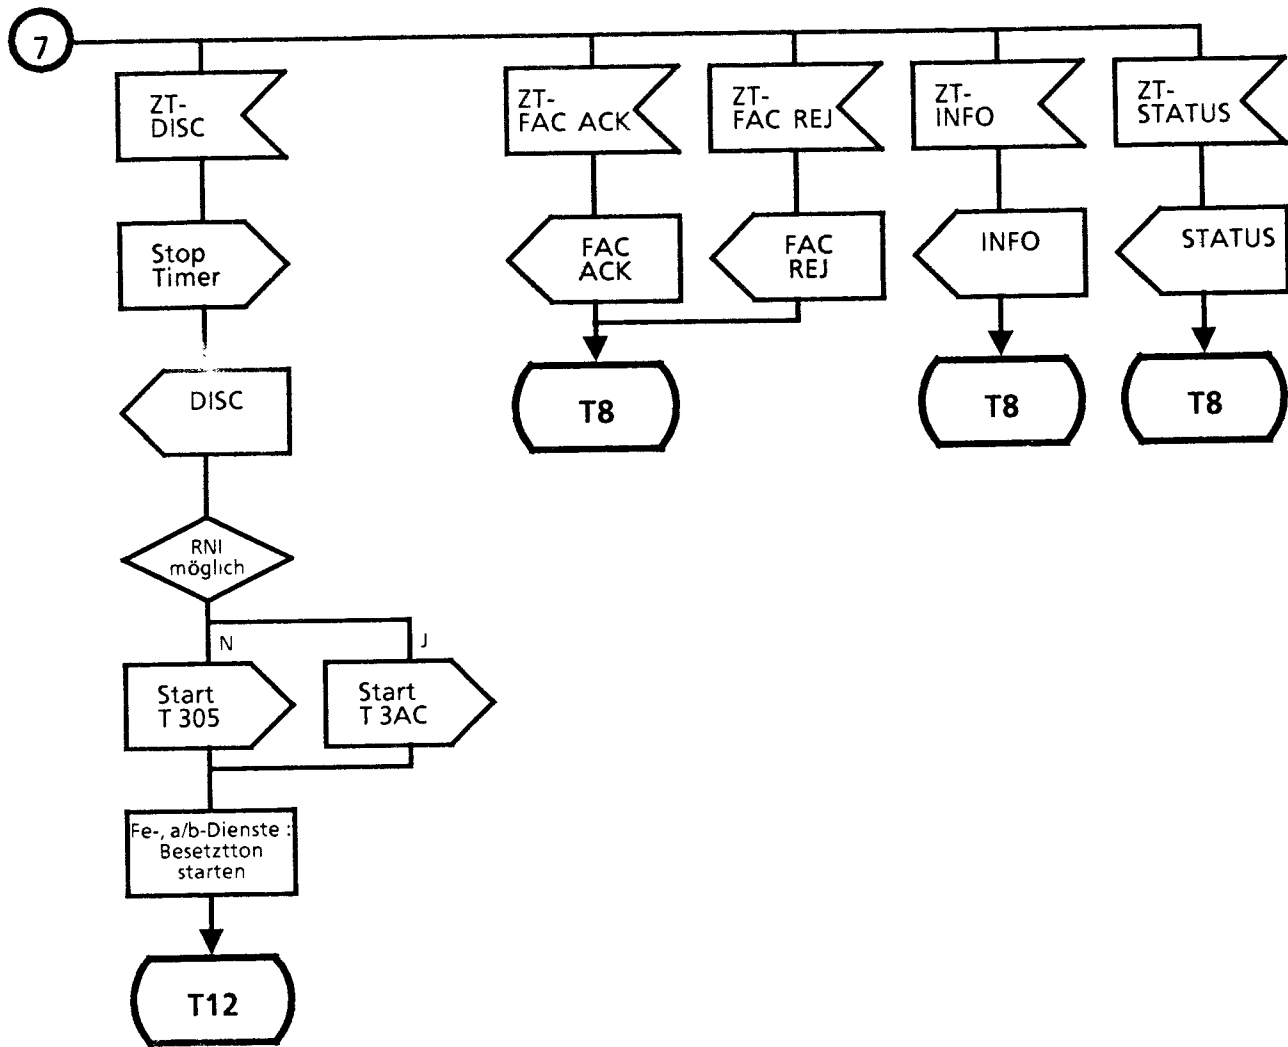 7
ZT-
DISC
ZT-
FAC ACK
ZT-
FAC REJ
ZT-
INFO
ZT-
STATUS
Stop
Timer
FAC
ACK
FAC
REJ
INFO
STATUS
DISC
T8
T8
T8
RNI
möglich
N
J
Start
T 305
Start
T 3AC
Fe-, a/b-Dienste :
Besetztton
starten
T12